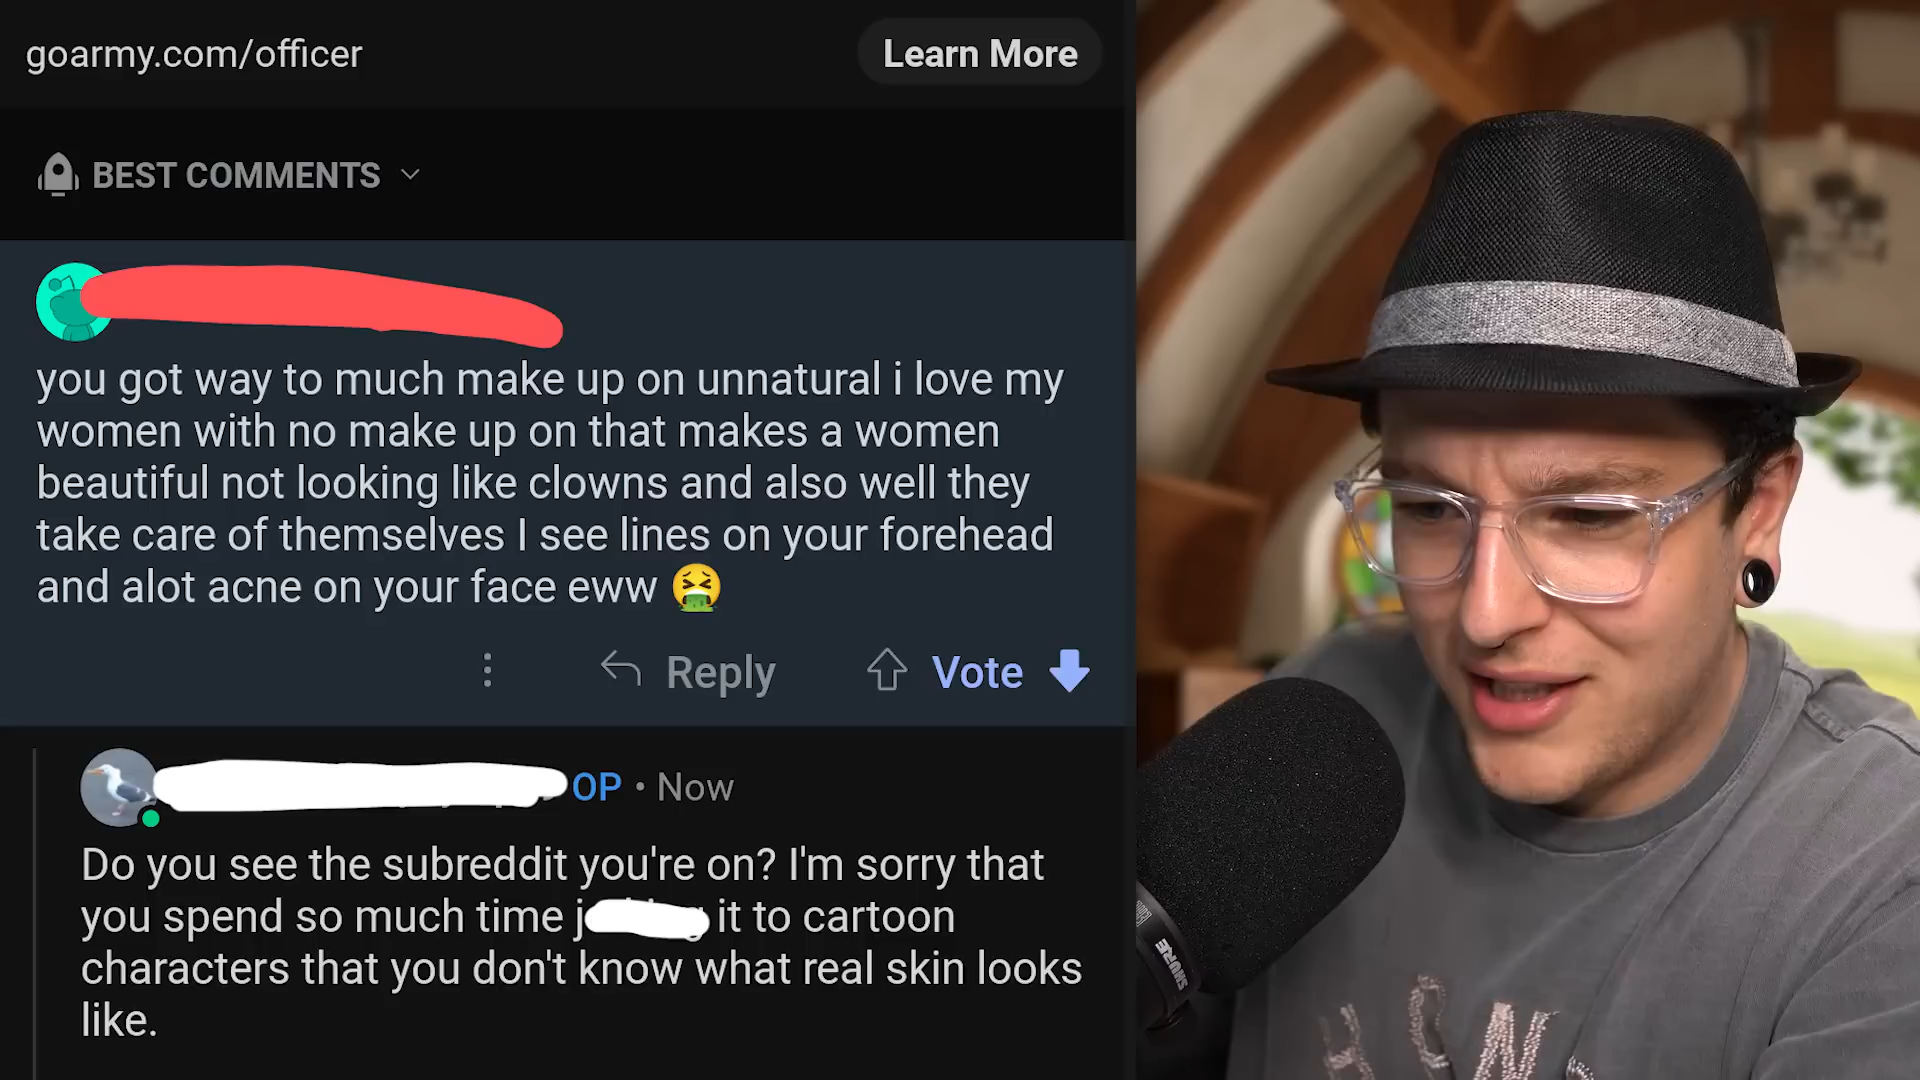 goarmy.com/officer
Learn More
BEST COMMENTS
you got way to much make up on unnatural i love my
women with no make up on that makes a women
beautiful not looking like clowns and also well they
take care of themselves I see lines on your forehead
and alot acne on your face eww 🤮
Reply
Vote
OP • Now
Do you see the subreddit you're on? I'm sorry that
you spend so much time j it to cartoon
characters that you don't know what real skin looks
like.
SHURE